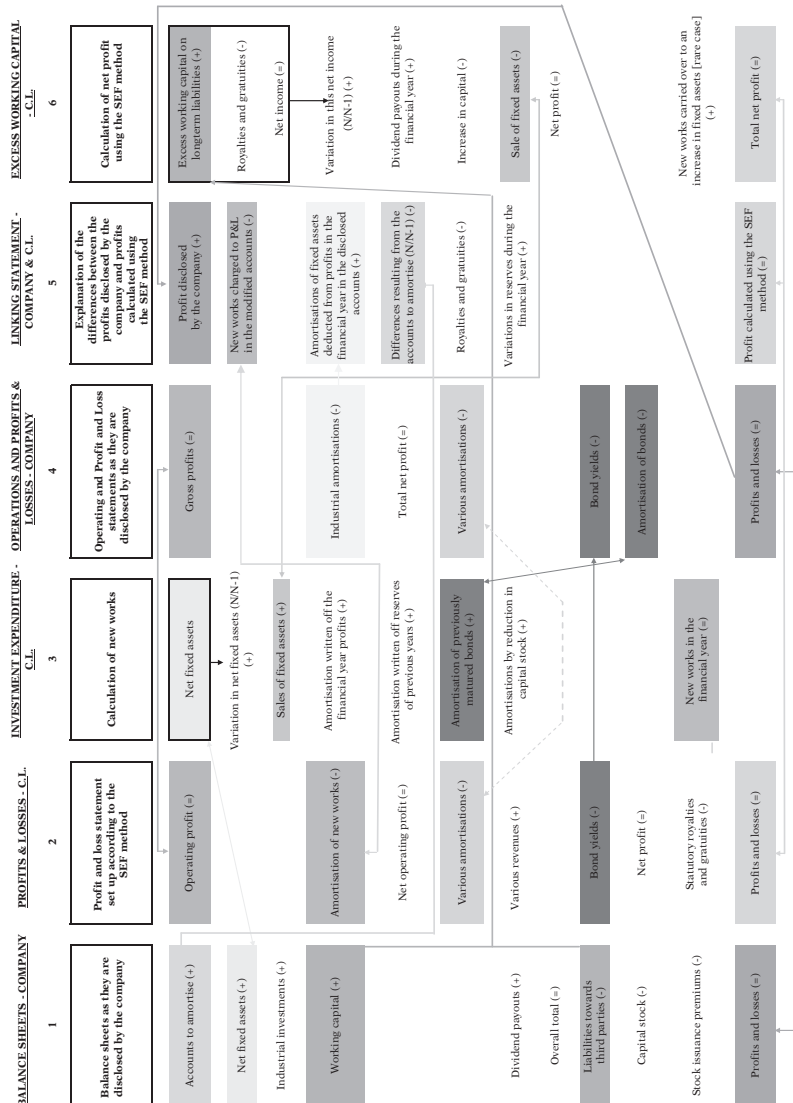 BALANCE SHEETS - COMPANY
1
Balance sheets as they are
disclosed by the company
Accounts to amortise (+)
Net fixed assets (+)
Industrial investments (+)
Working capital (+)
Dividend payouts (+)
Overall total (=)
Liabilities towards
third parties (-)
Capital stock (-)
Stock issuance premiums (-)
Profits and losses (=)
PROFITS & LOSSES - C.L.
2
Profit and loss statement
set up according to the
SEF method
Operating profit (=)
Amortisation of new works (-)
Net operating profit (=)
Various amortisations (-)
Various revenues (+)
Bond yields (-)
Net profit (=)
Statutory royalties
and gratuities (-)
Profits and losses (=)
INVESTMENT EXPENDITURE -
C.L.
3
Calculation of new works
Net fixed assets
Variation in net fixed assets (N/N-1)
(+)
Sales of fixed assets (+)
Amortisation written off the
financial year profits (+)
Amortisation written off reserves
of previous years (+)
Amortisation of previously
matured bonds (+)
Amortisations by reduction in
capital stock (+)
New works in the
financial year (=)
OPERATIONS AND PROFITS &
LOSSES - COMPANY
4
Operating and Profit and Loss
statements as they are
disclosed by the company
Gross profits (=)
Industrial amortisations (-)
Total net profit (=)
Various amortisations (-)
Bond yields (-)
Amortisation of bonds (-)
Profits and losses (=)
LINKING STATEMENT -
COMPANY & C.L.
5
Explanation of the
differences between the
profits disclosed by the
company and profits
calculated using
the SEF method
Profit disclosed
by the company (+)
New works charged to P&L
in the modified accounts (-)
Amortisations of fixed assets
deducted from profits in the
financial year in the disclosed
accounts (+)
Differences resulting from the
accounts to amortise (N/N-1) (-)
Royalties and gratuities (-)
Variations in reserves during the
financial year (+)
Profit calculated using the SEF
method (=)
EXCESS WORKING CAPITAL
- C.L.
6
Calculation of net profit
using the SEF method
Excess working capital on
longterm liabilities (+)
Royalties and gratuities (-)
Net income (=)
Variation in this net income
(N/N-1) (+)
Dividend payouts during the
financial year (+)
Increase in capital (-)
Sale of fixed assets (-)
Net profit (=)
New works carried over to an
increase in fixed assets [rare case]
(+)
Total net profit (=)